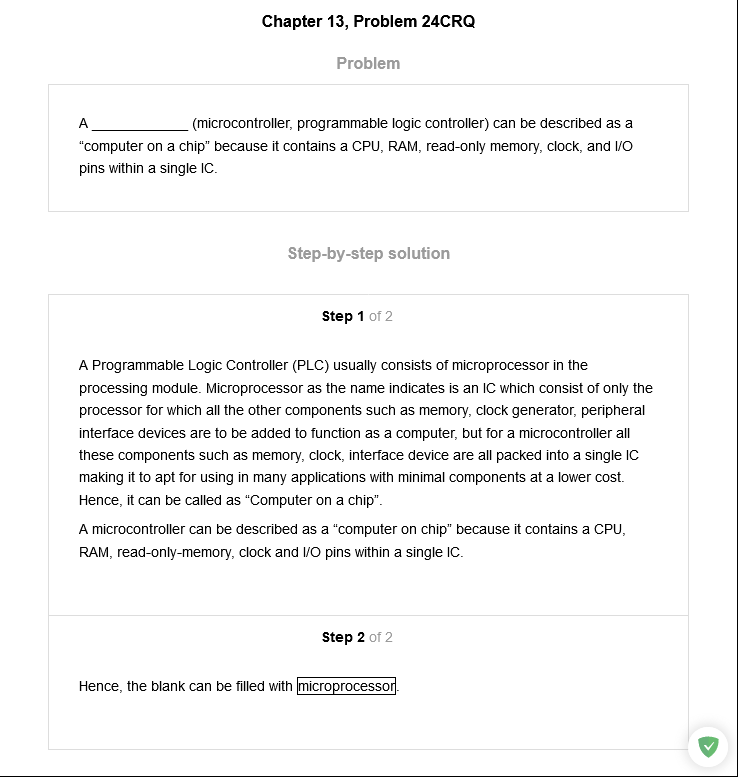 Chapter 13, Problem 24CRQ
Problem
A _____________ (microcontroller, programmable logic controller) can be described as a
“computer on a chip” because it contains a CPU, RAM, read-only memory, clock, and I/O
pins within a single IC.
Step-by-step solution
Step 1 of 2
A Programmable Logic Controller (PLC) usually consists of microprocessor in the
processing module. Microprocessor as the name indicates is an IC which consist of only the
processor for which all the other components such as memory, clock generator, peripheral
interface devices are to be added to function as a computer, but for a microcontroller all
these components such as memory, clock, interface device are all packed into a single IC
making it to apt for using in many applications with minimal components at a lower cost.
Hence, it can be called as “Computer on a chip”.
A microcontroller can be described as a “computer on chip” because it contains a CPU,
RAM, read-only-memory, clock and I/O pins within a single IC.
Step 2 of 2
Hence, the blank can be filled with microprocessor.